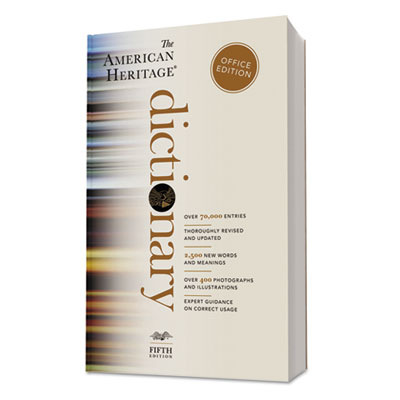 The
AMERICAN
HERITAGE®
dictionary
OFFICE
EDITION
OVER 70,000 ENTRIES
THOROUGHLY REVISED
AND UPDATED
2,500 NEW WORDS
AND MEANINGS
OVER 400 PHOTOGRAPHS
AND ILLUSTRATIONS
EXPERT GUIDANCE
ON CORRECT USAGE
FIFTH
EDITION